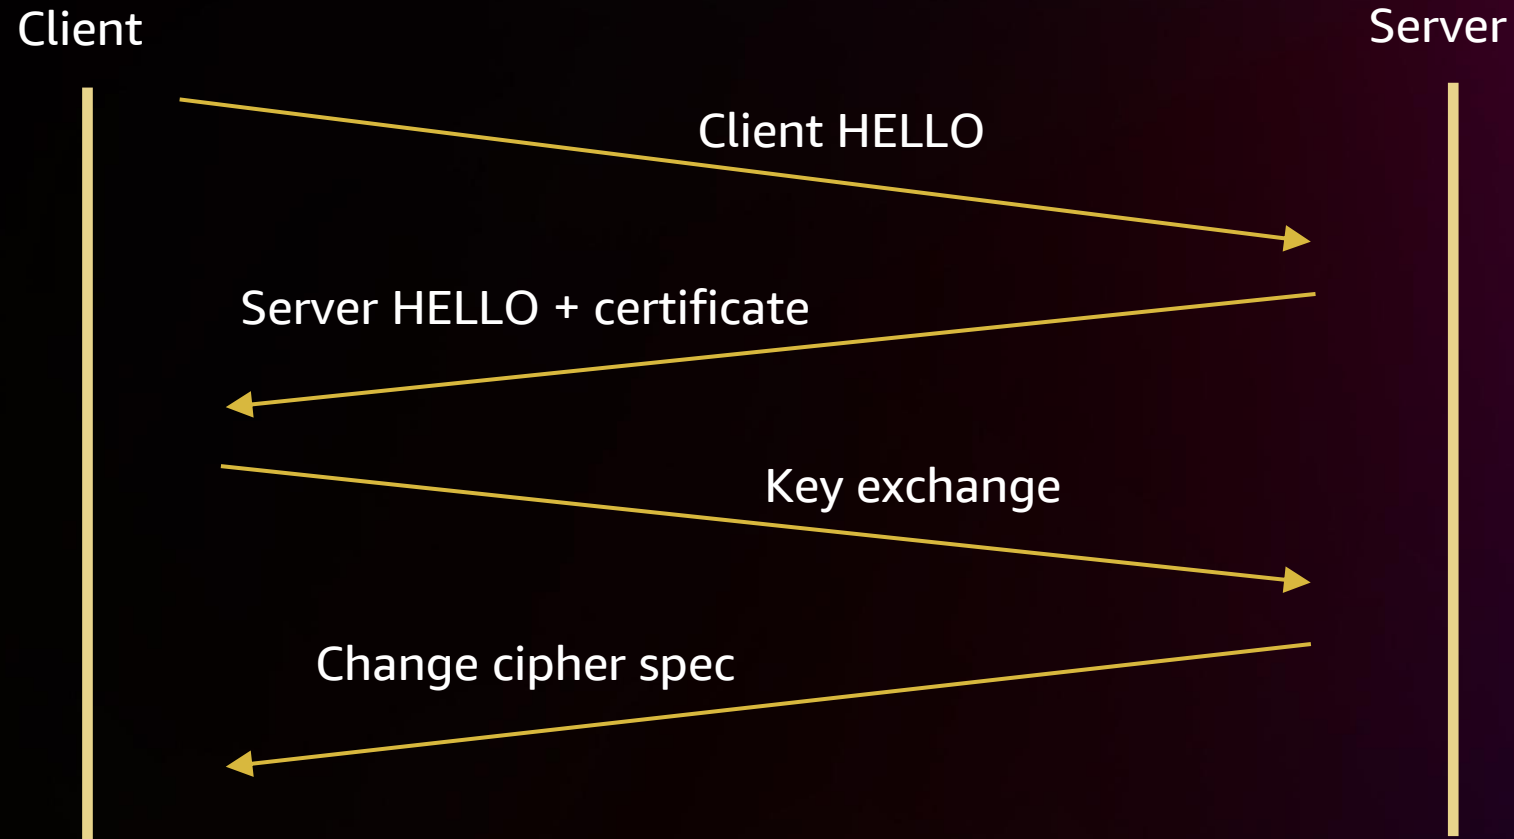 Client
Server
Client HELLO
Server HELLO + certificate
Key exchange
Change cipher spec